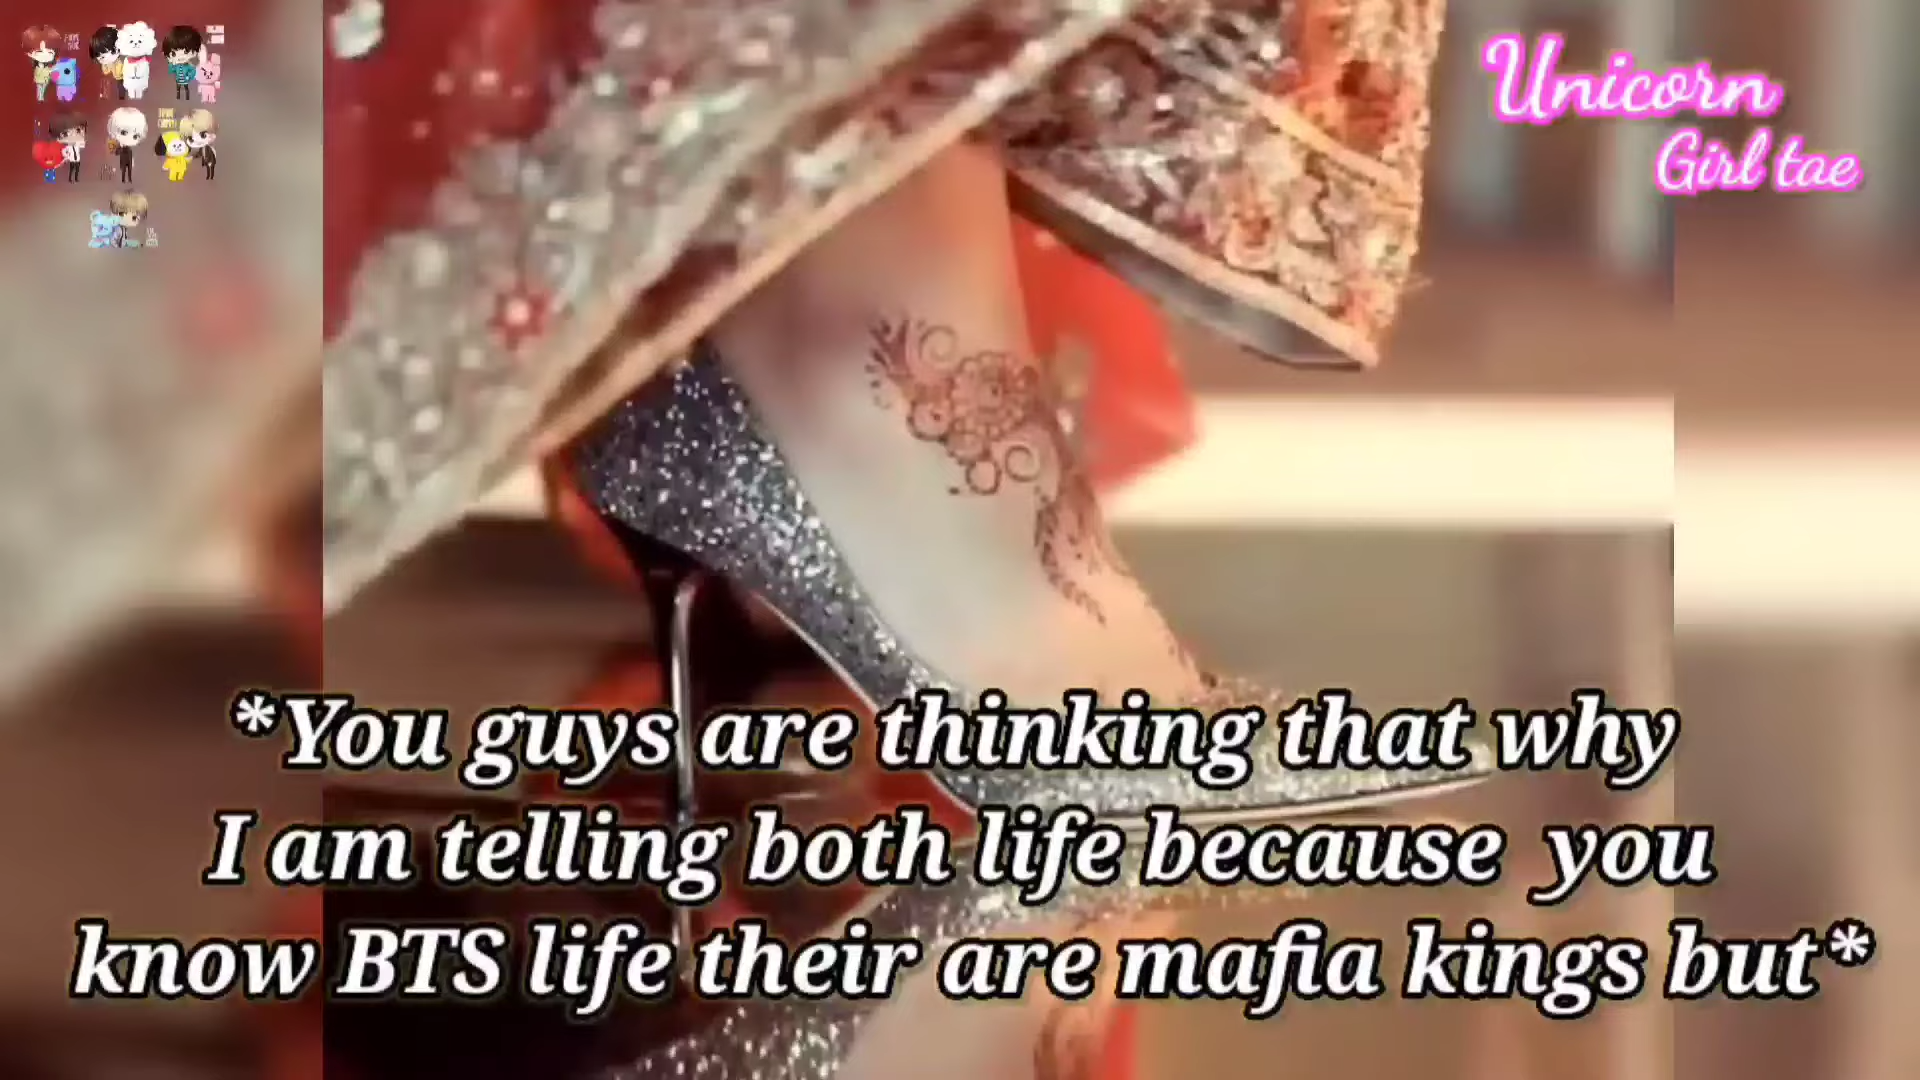 Unicorn
Girl tae
*You guys are thinking that why
I am telling both life because you
know BTS life their are mafia kings but*